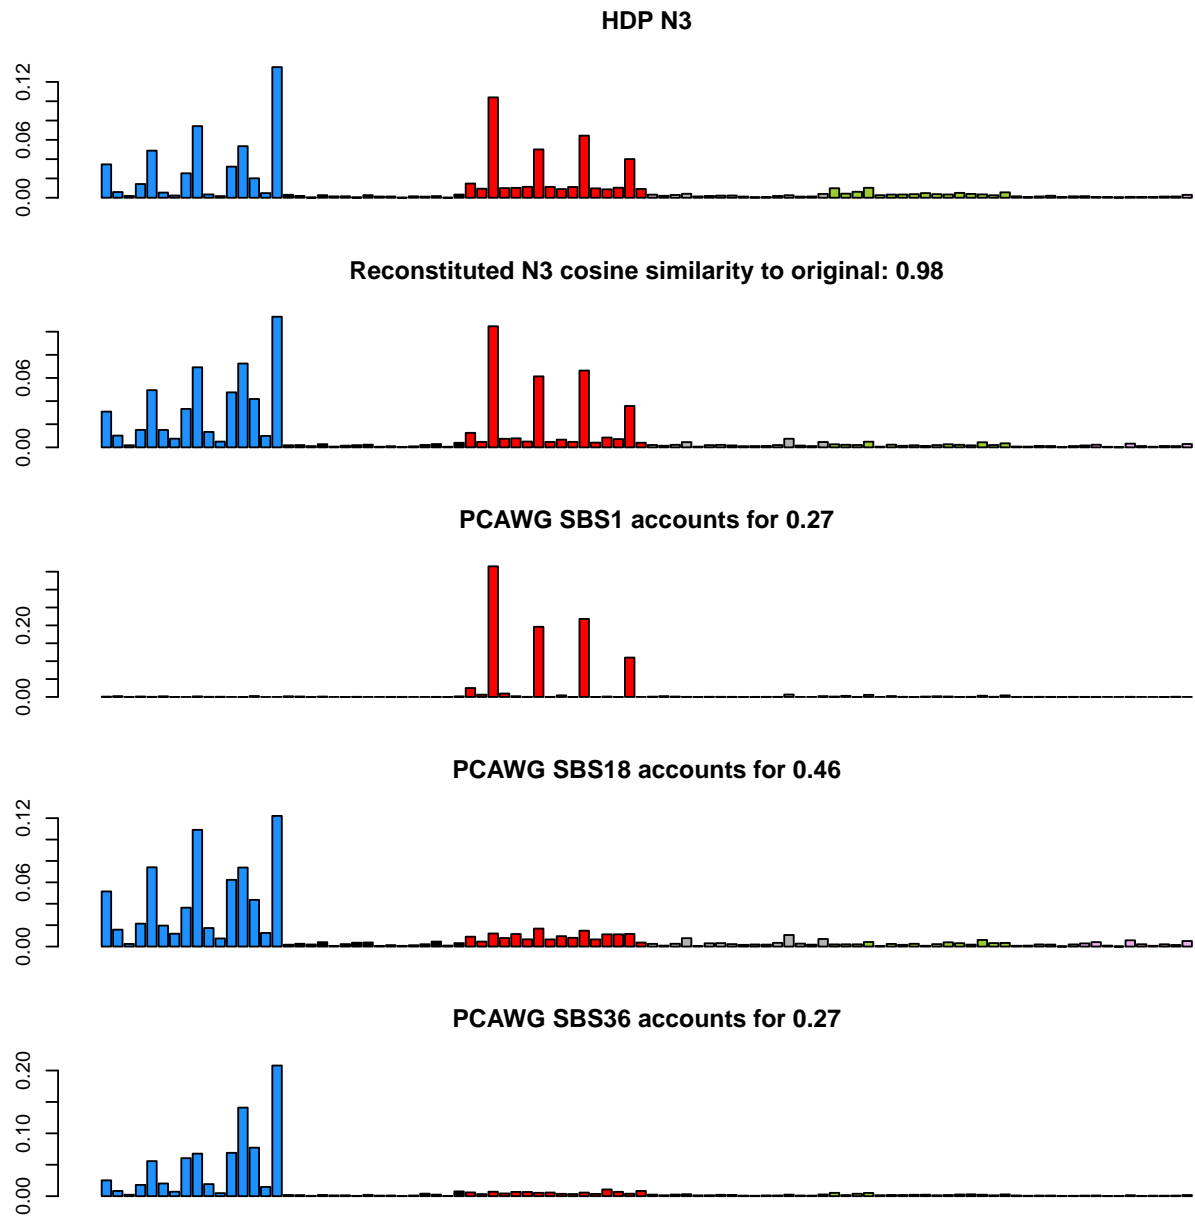 HDP N3
0.00 0.06 0.12
Reconstituted N3 cosine similarity to original: 0.98
0.00 0.06
PCAWG SBS1 accounts for 0.27
0.00 0.20
PCAWG SBS18 accounts for 0.46
0.00 0.06 0.12
PCAWG SBS36 accounts for 0.27
0.00 0.10 0.20